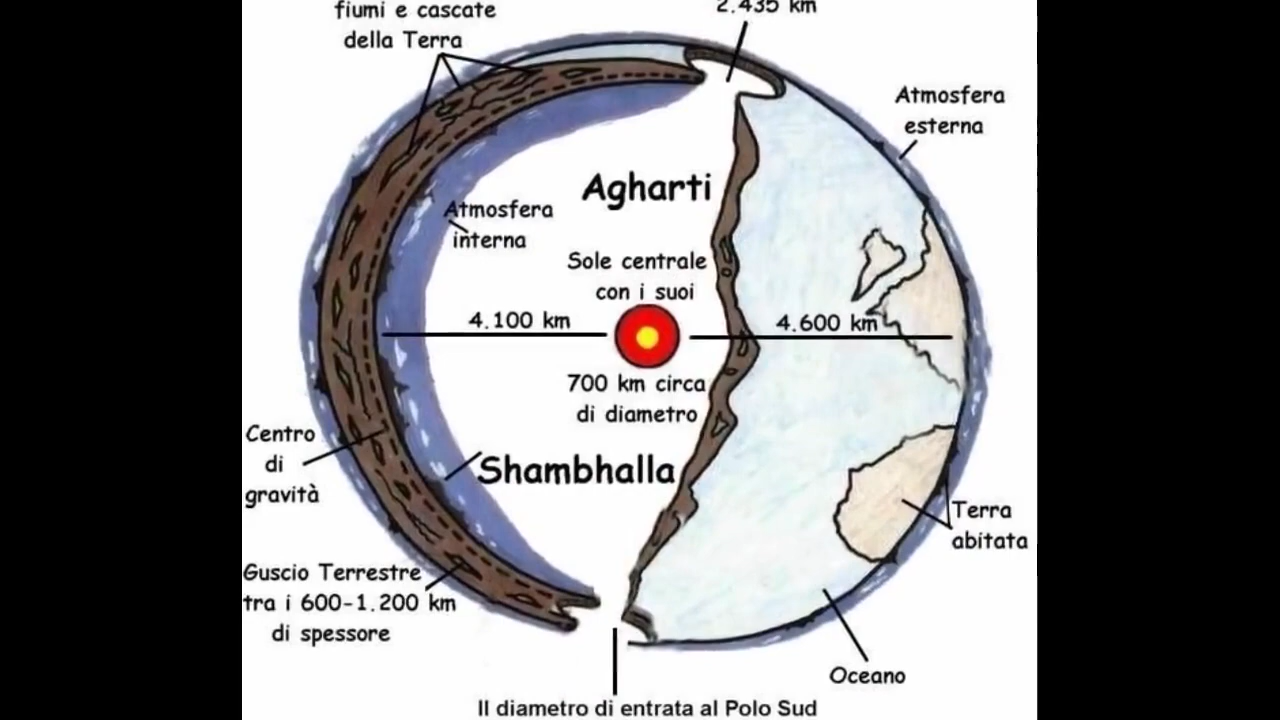 fiumi e cascate
della Terra
2.435 km
Atmosfera
esterna
Agharti
Atmosfera
interna
Sole centrale
con i suoi
4.100 km
4.600 km
700 km circa
di diametro
Centro
di
gravità
Shambhalla
Terra
abitata
Guscio Terrestre
tra i 600-1.200 km
di spessore
Oceano
Il diametro di entrata al Polo Sud